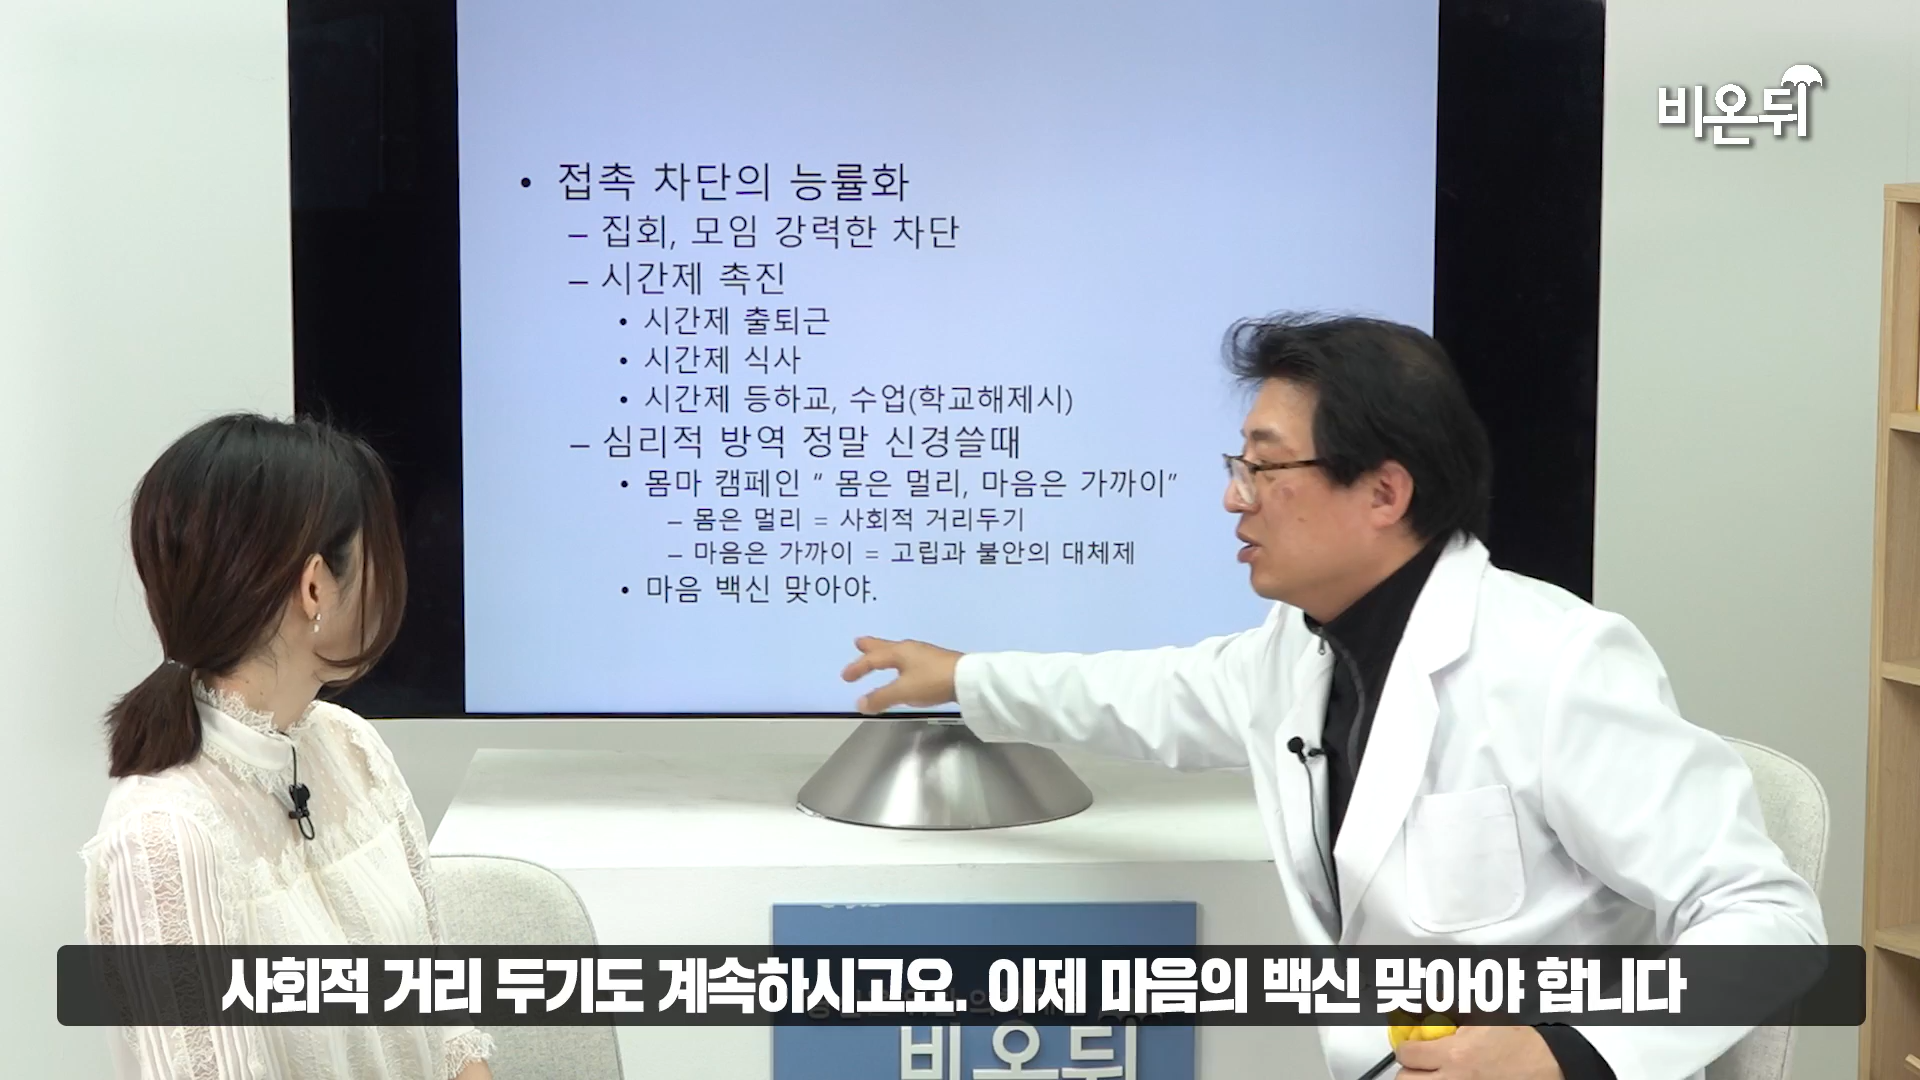 비온뒤
• 접촉 차단의 능률화
– 집회, 모임 강력한 차단
– 시간제 촉진
• 시간제 출퇴근
• 시간제 식사
• 시간제 등하교, 수업(학교해제시)
– 심리적 방역 정말 신경쓸때
• 몸마 캠페인 “ 몸은 멀리, 마음은 가까이”
– 몸은 멀리 = 사회적 거리두기
– 마음은 가까이 = 고립과 불안의 대체제
• 마음 백신 맞아야.
사회적 거리 두기도 계속하시고요. 이제 마음의 백신 맞아야 합니다
비온뒤